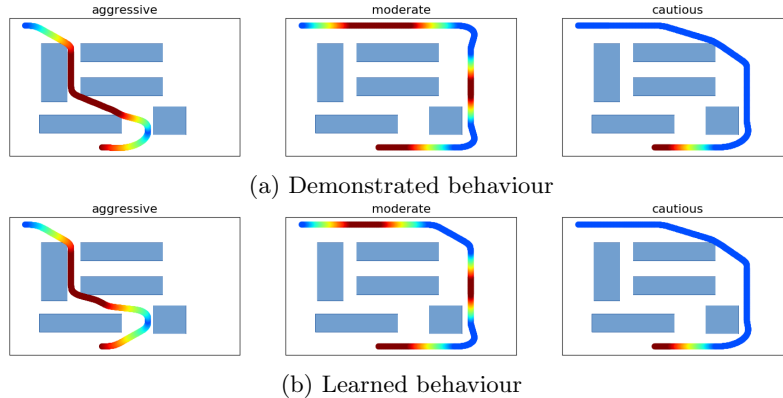 aggressive moderate cautious
(a) Demonstrated behaviour
aggressive moderate cautious
(b) Learned behaviour